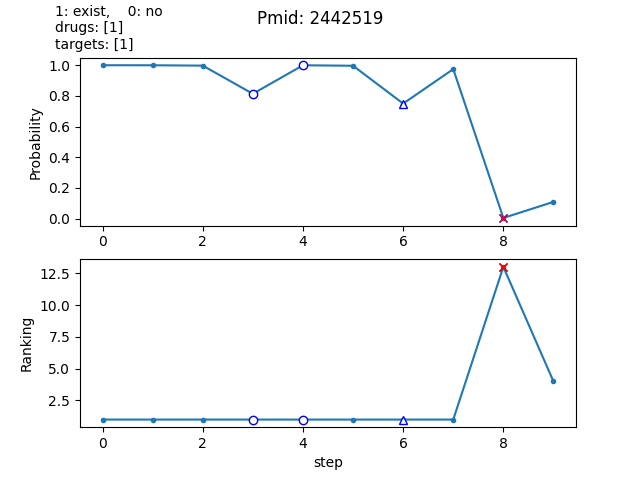 1: exist,    0: no
drugs: [1]
targets: [1]
Pmid: 2442519
Probability
1.0
0.8
0.6
0.4
0.2
0.0
0 2 4 6 8
Ranking
12.5
10.0
7.5
5.0
2.5
0 2 4 6 8
step